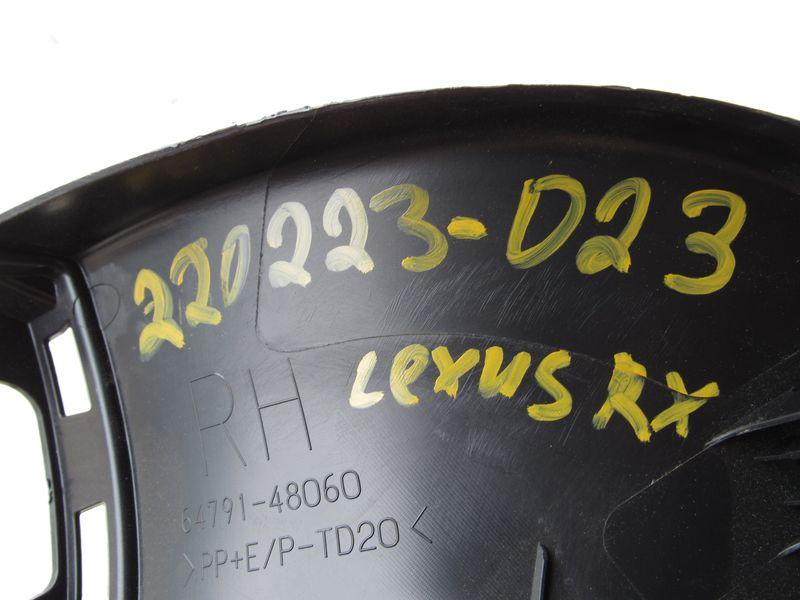 220223-D23
Lexus RX
RH
64791-48060
>PP+E/P-TD20<